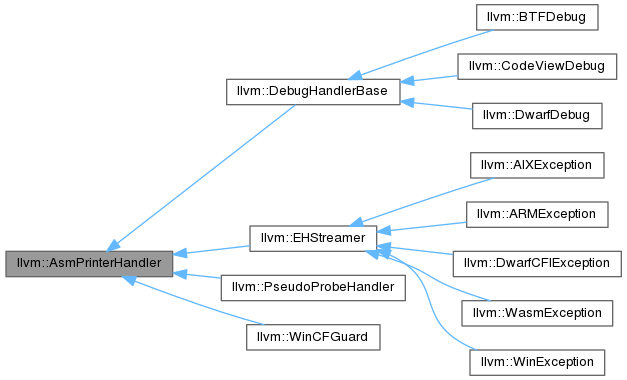 llvm::BTFDebug
llvm::CodeViewDebug
llvm::DebugHandlerBase
llvm::DwarfDebug
llvm::AIXException
llvm::ARMException
llvm::EHStreamer
llvm::AsmPrinterHandler
llvm::DwarfCFIException
llvm::PseudoProbeHandler
llvm::WasmException
llvm::WinCFGuard
llvm::WinException